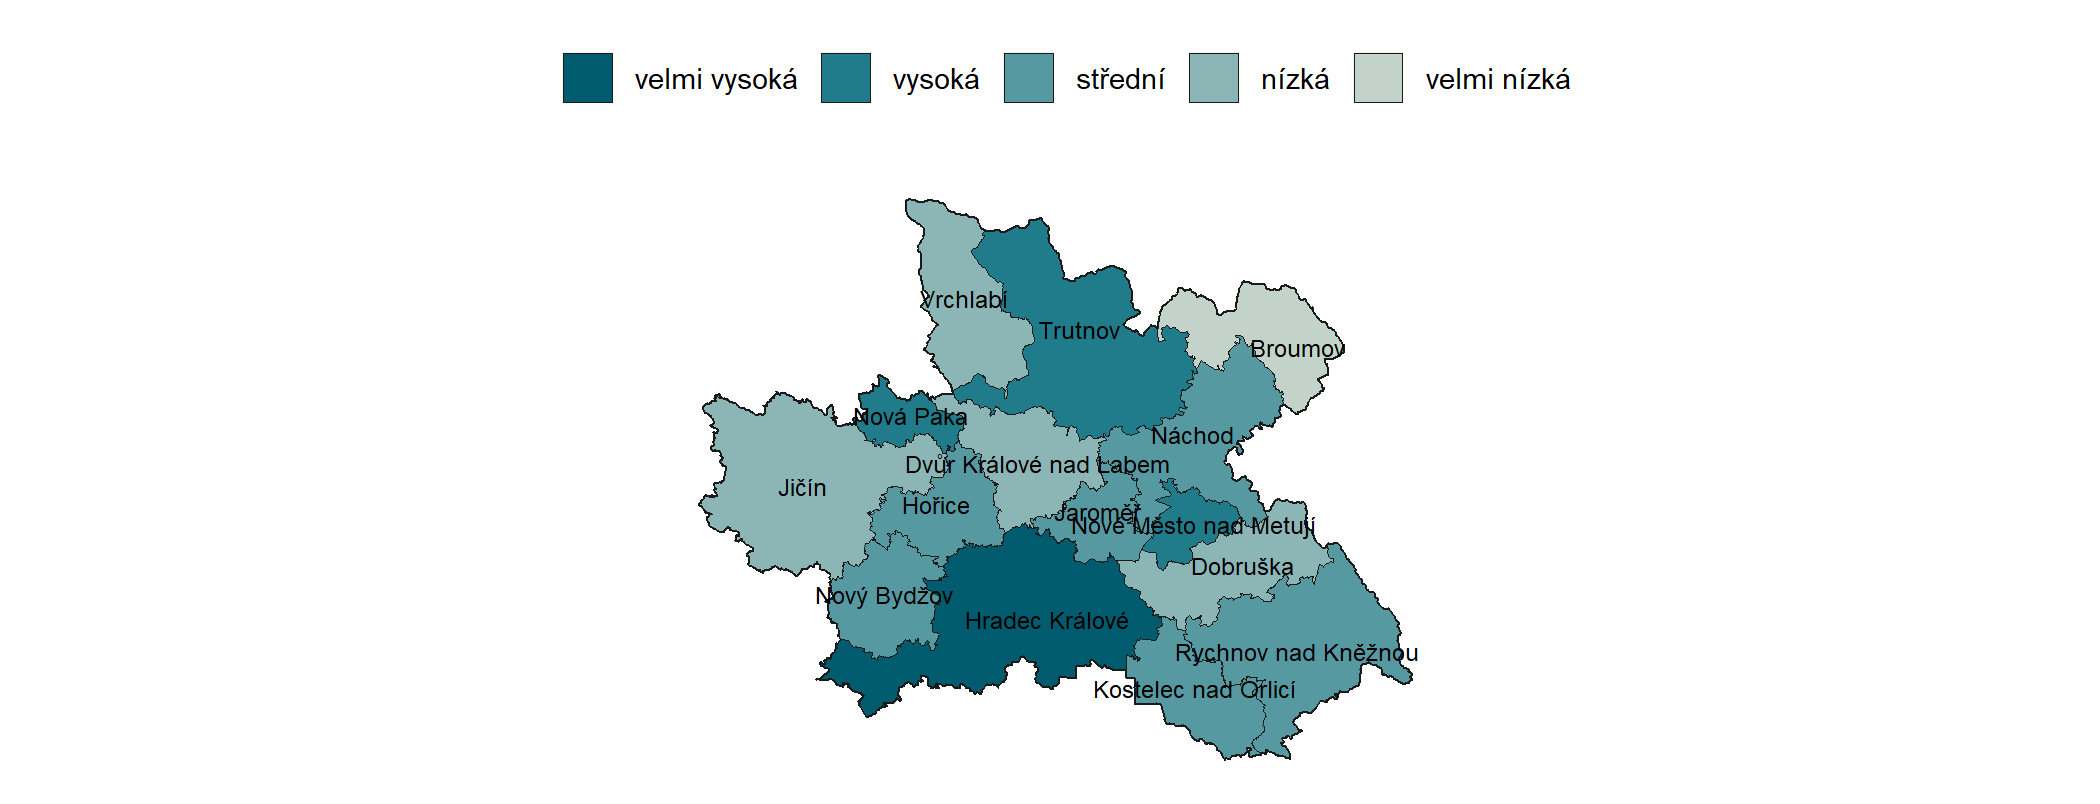 velmi vysoká vysoká střední nízká velmi nízká
Vrchlabí
Trutnov
Broumov
Nová Paka
Náchod
Dvůr Králové nad Labem
Jičín
Hořice
Jaroměř
Nové Město nad Metují
Dobruška
Nový Bydžov
Hradec Králové
Rychnov nad Kněžnou
Kostelec nad Orlicí